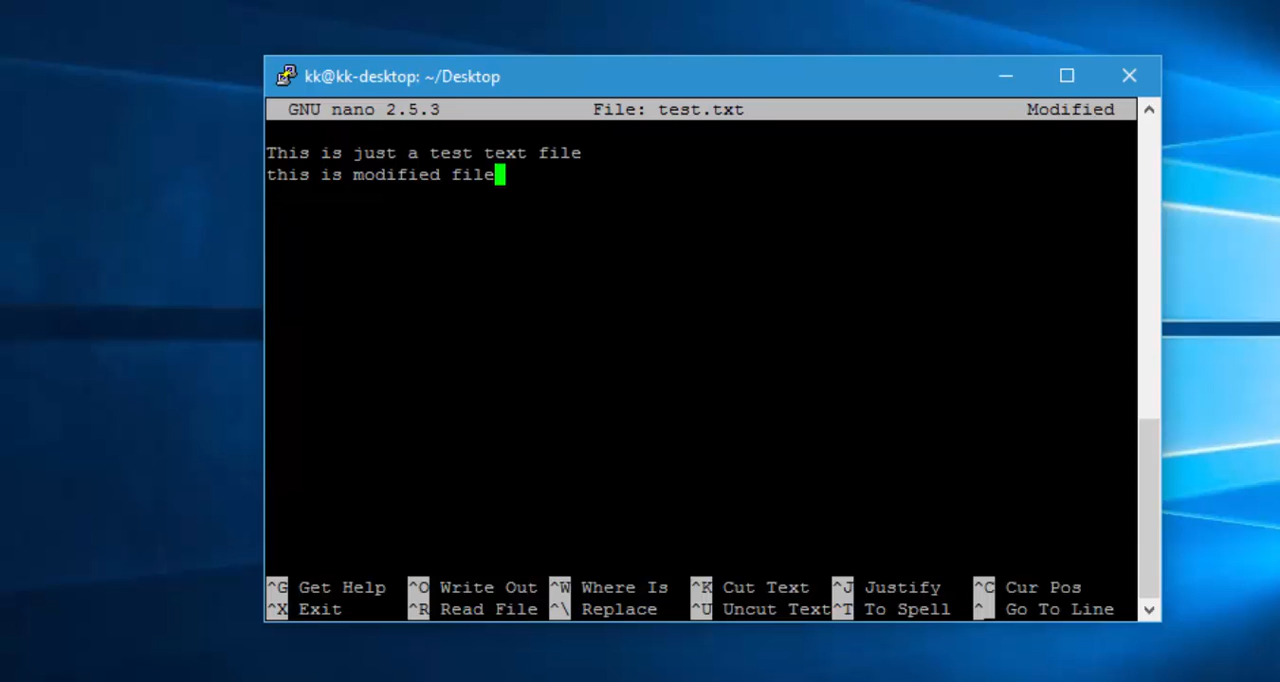 kk@kk-desktop: ~/Desktop
GNU nano 2.5.3 File: test.txt Modified
This is just a test text file
this is modified file
^G Get Help ^O Write Out ^W Where Is ^K Cut Text ^J Justify ^C Cur Pos
^X Exit ^R Read File ^\ Replace ^U Uncut Text ^T To Spell ^_ Go To Line